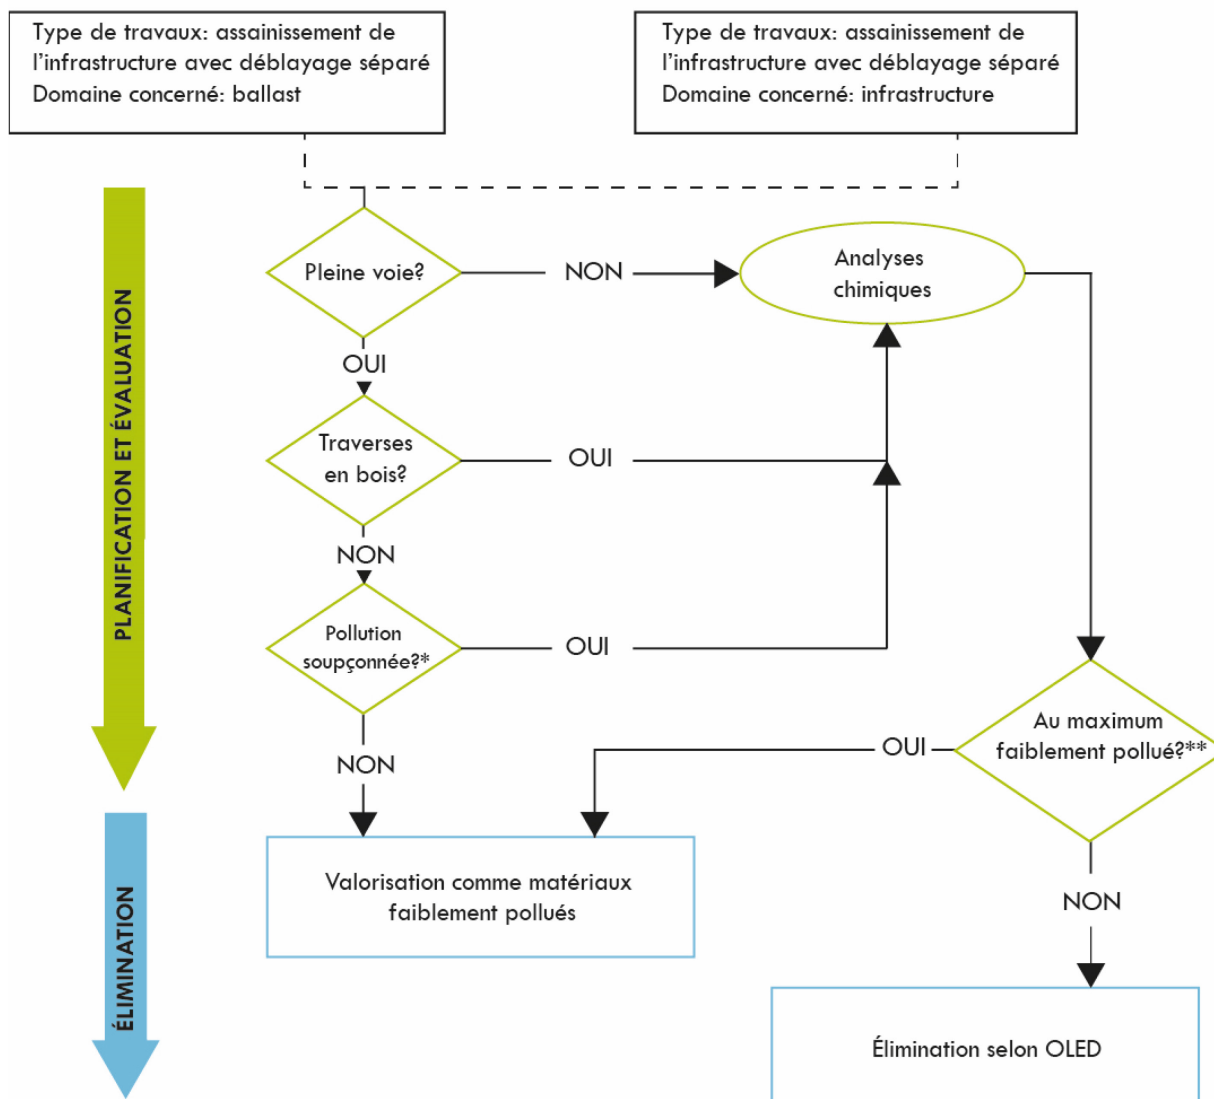 Type de travaux: assainissement de
l'infrastructure avec déblayage séparé
Domaine concerné: ballast
Type de travaux: assainissement de
l'infrastructure avec déblayage séparé
Domaine concerné: infrastructure
PLANIFICATION ET ÉVALUATION
Pleine voie?
NON
Analyses
chimiques
OUI
Traverses
en bois?
OUI
NON
Pollution
soupçonnée?*
OUI
NON
Au maximum
faiblement pollué?**
OUI
NON
ÉLIMINATION
Valorisation comme matériaux
faiblement pollués
Élimination selon OLED